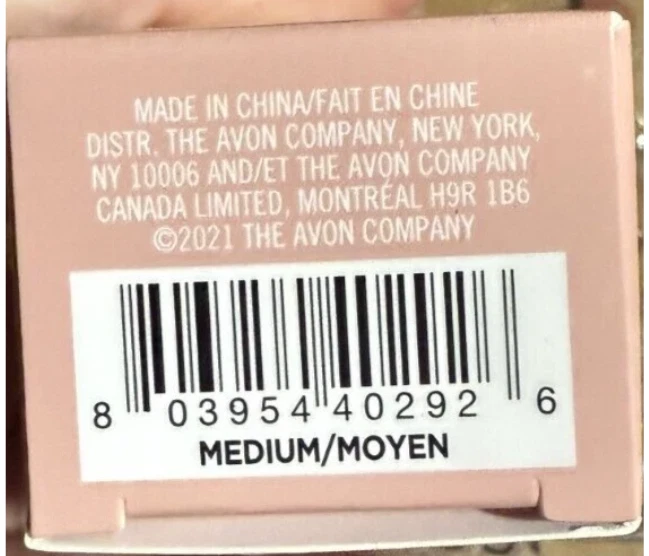 MADE IN CHINA/FAIT EN CHINE
DISTR. THE AVON COMPANY, NEW YORK,
NY 10006 AND/ET THE AVON COMPANY
CANADA LIMITED, MONTRÉAL H9R 1B6
©2021 THE AVON COMPANY
8 03954 40292 6
MEDIUM/MOYEN